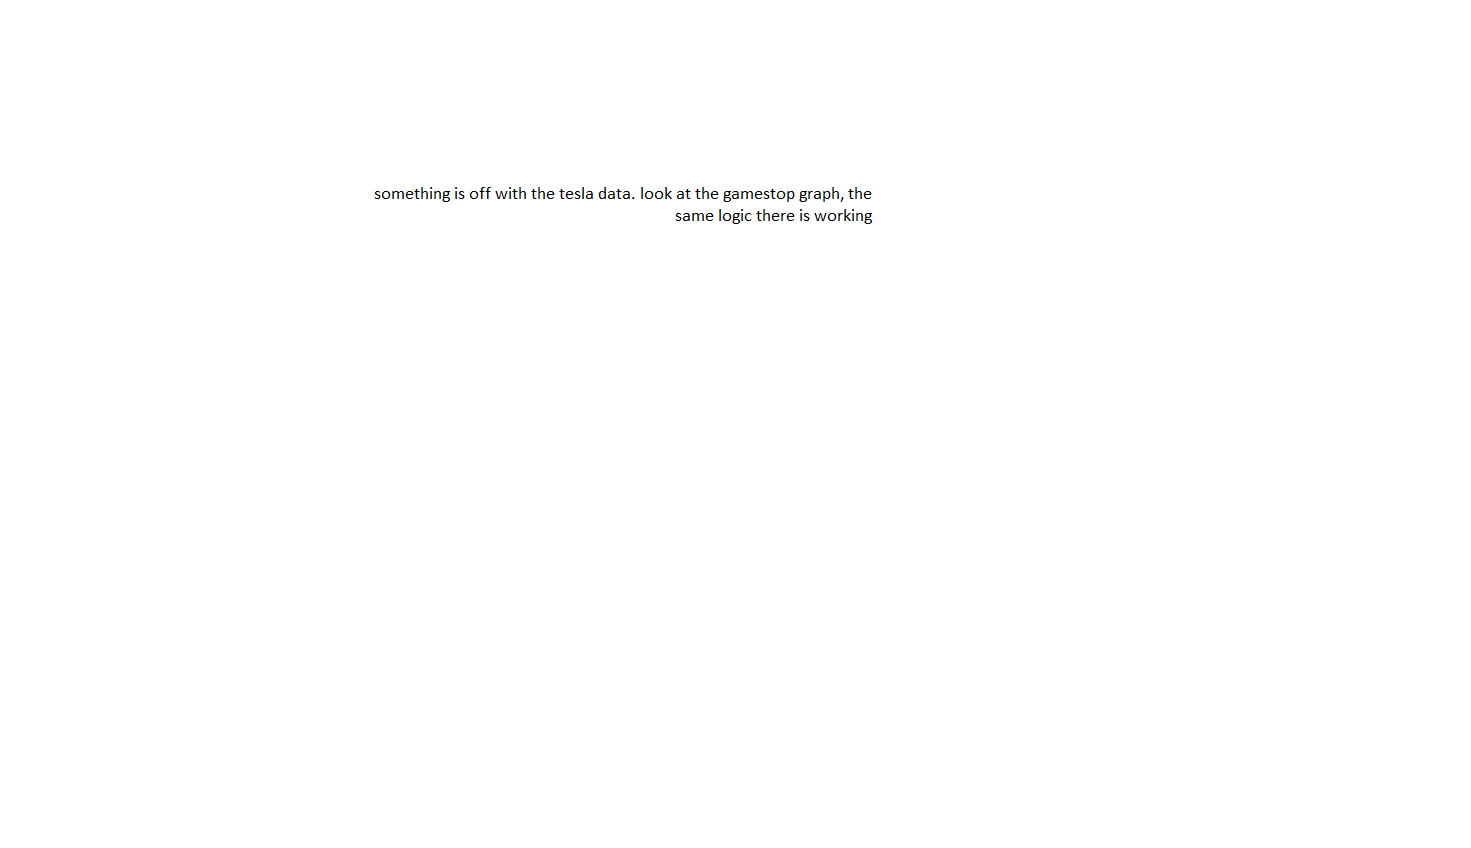 something is off with the tesla data. look at the gamestop graph, the
same logic there is working